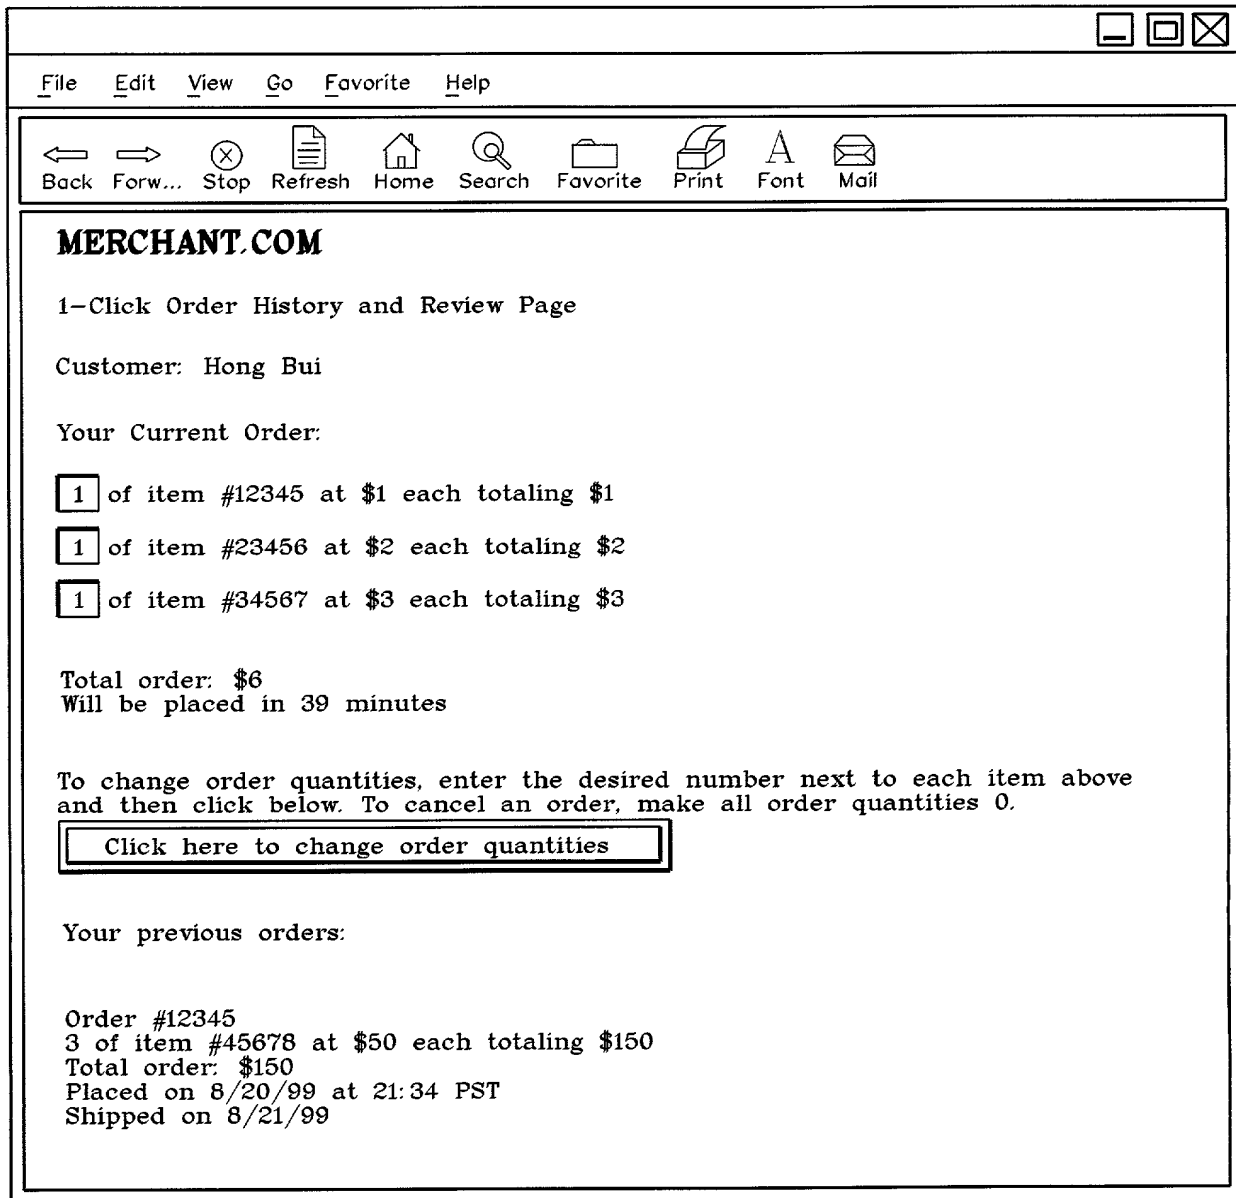 File Edit View Go Favorite Help
Back Forw... Stop Refresh Home Search Favorite Print Font Mail
MERCHANT.COM
1-Click Order History and Review Page
Customer: Hong Bui
Your Current Order:
1 of item #12345 at $1 each totaling $1
1 of item #23456 at $2 each totaling $2
1 of item #34567 at $3 each totaling $3
Total order: $6
Will be placed in 39 minutes
To change order quantities, enter the desired number next to each item above
and then click below. To cancel an order, make all order quantities 0.
Click here to change order quantities
Your previous orders:
Order #12345
3 of item #45678 at $50 each totaling $150
Total order: $150
Placed on 8/20/99 at 21:34 PST
Shipped on 8/21/99